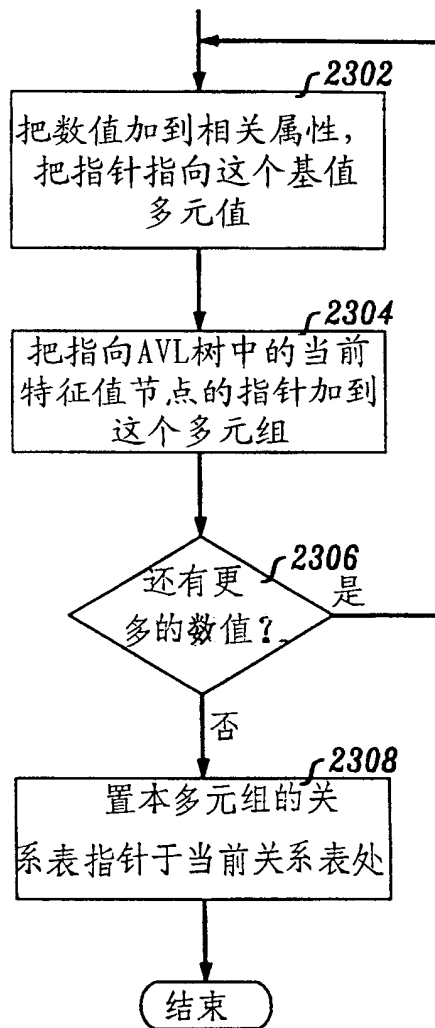 2302
把数值加到相关属性,
把指针指向这个基值
多元值
2304
把指向AVL树中的当前
特征值节点的指针加到
这个多元组
2306
还有更
多的数值?
是
否
2308
置本多元组的关
系表指针于当前关系表处
结束